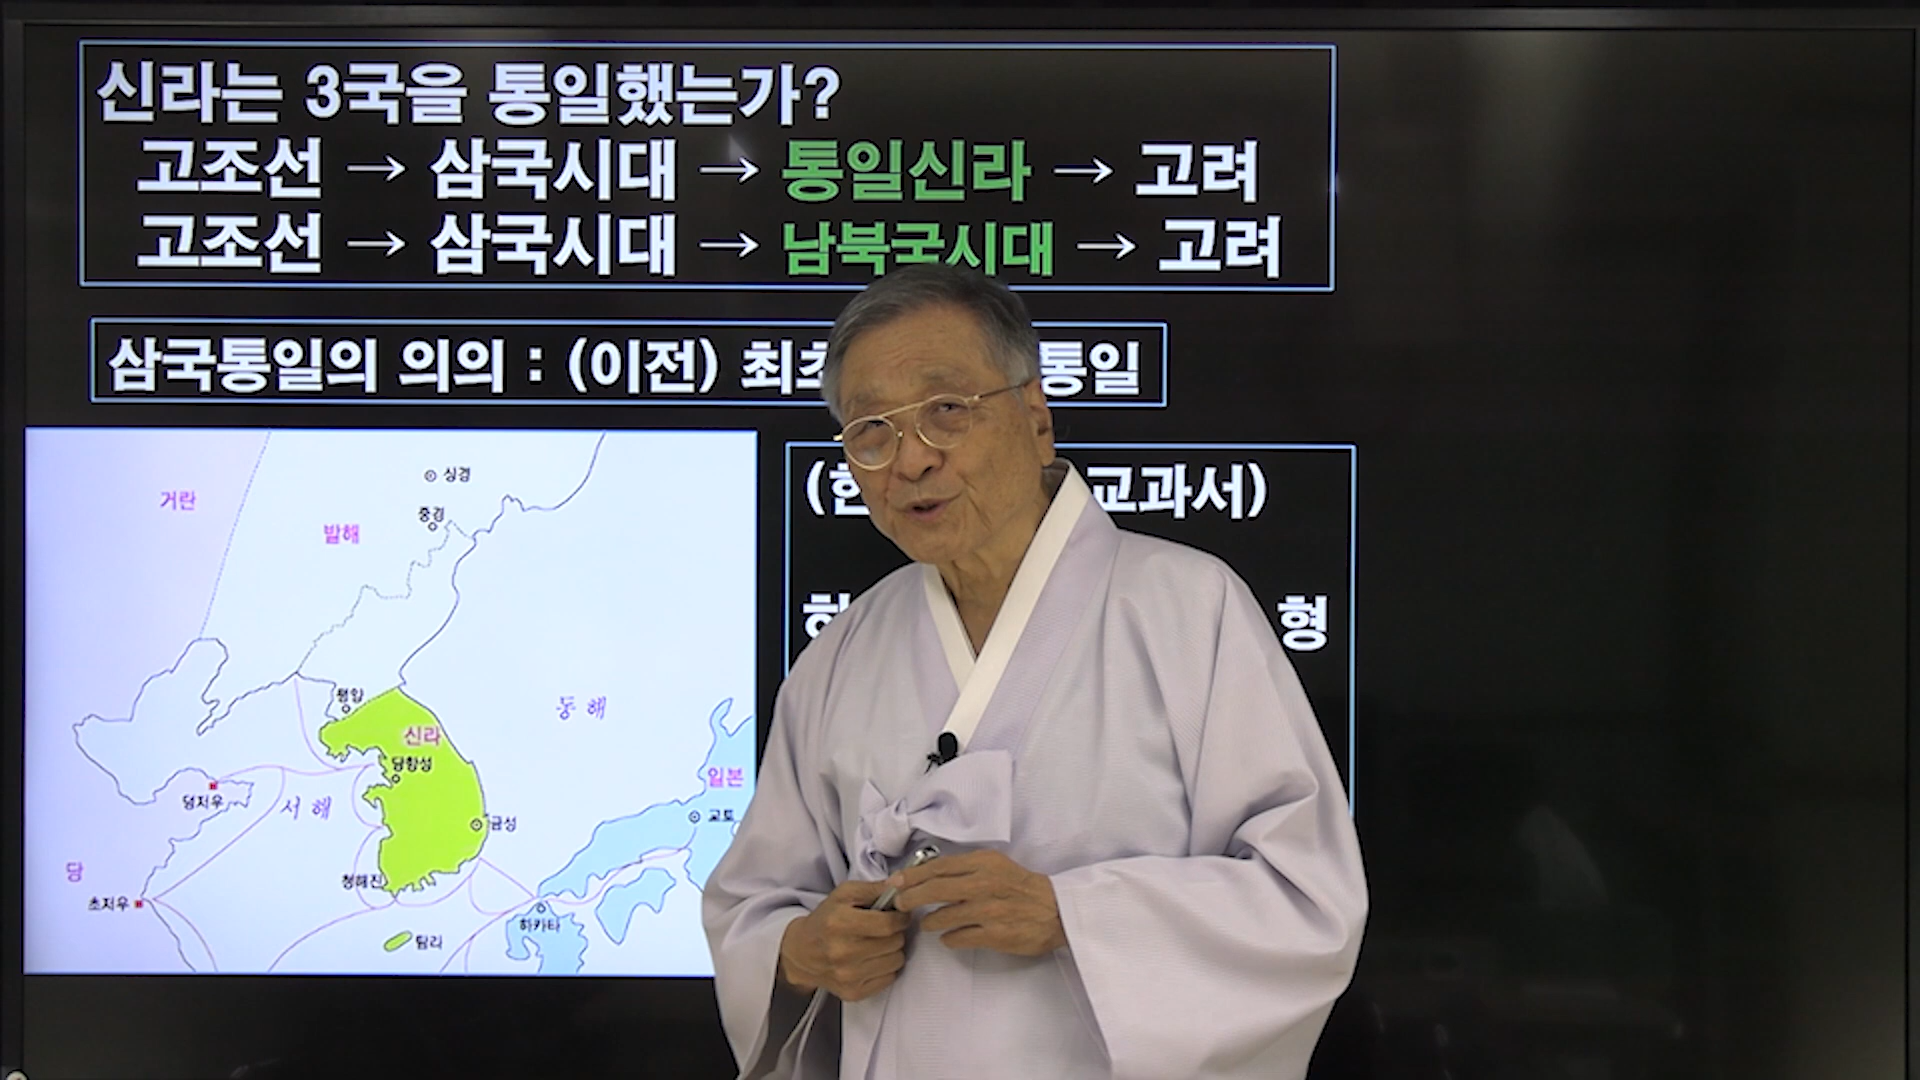 신라는 3국을 통일했는가?
고조선 → 삼국시대 → 통일신라 → 고려
고조선 → 삼국시대 → 남북국시대 → 고려
삼국통일의 의의 : (이전) 통일
교과서)
형
싱경
거란
중경
발해
평양
신라
동해
당항성
일본
덩저우
서해
금성
교토
당
청해진
초저우
하카타
탐라